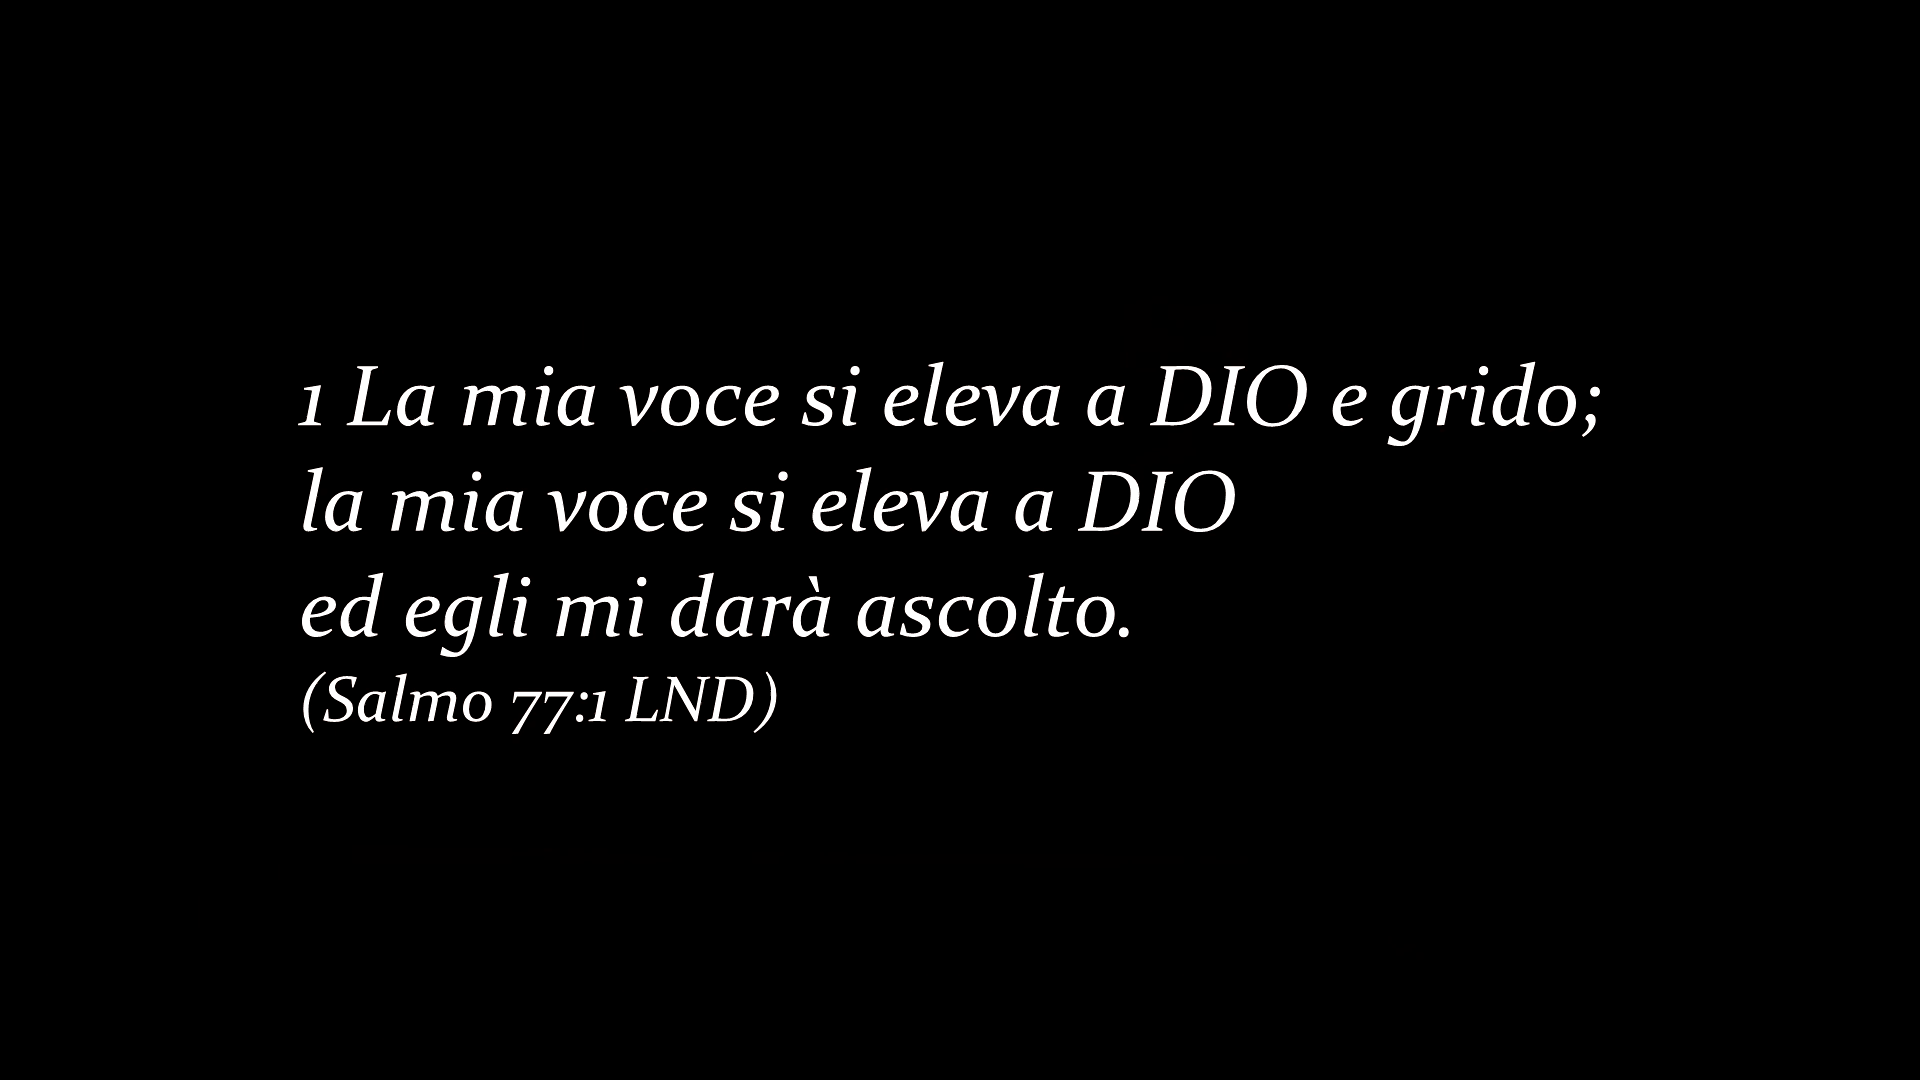 1 La mia voce si eleva a DIO e grido;
la mia voce si eleva a DIO
ed egli mi darà ascolto.
(Salmo 77:1 LND)